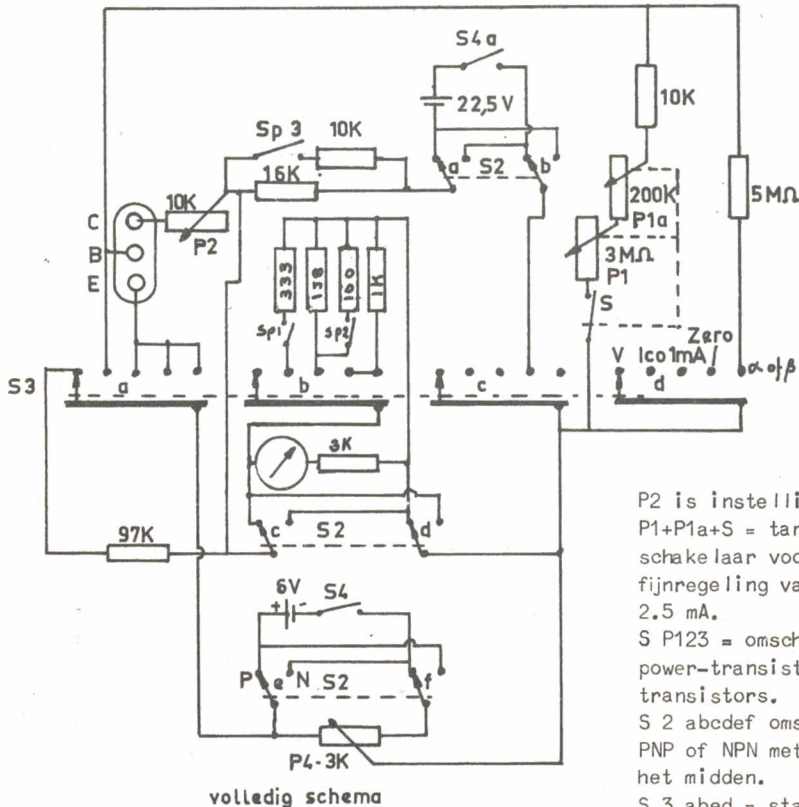 S4a
22,5 V
10K
Sp 3
10K
a
S2
b
16K
200K
P1a
5MΩ
C
10K
B
P2
3MΩ
P1
E
333
138
160
1K
S
Sp1
Sp2
Zero
V
Ico
1mA
α of β
S3
a
b
c
d
3K
c
S2
d
97K
6V
S4
+
-
P
e
N
S2
f
P4-3K
volledig schema
P2 is instelli
P1+P1a+S = tan
schakelaar voo
fijnregeling va
2.5 mA.
S P123 = omsch
power-transist
transistors.
S 2 abcdef oms
PNP of NPN met
het midden.